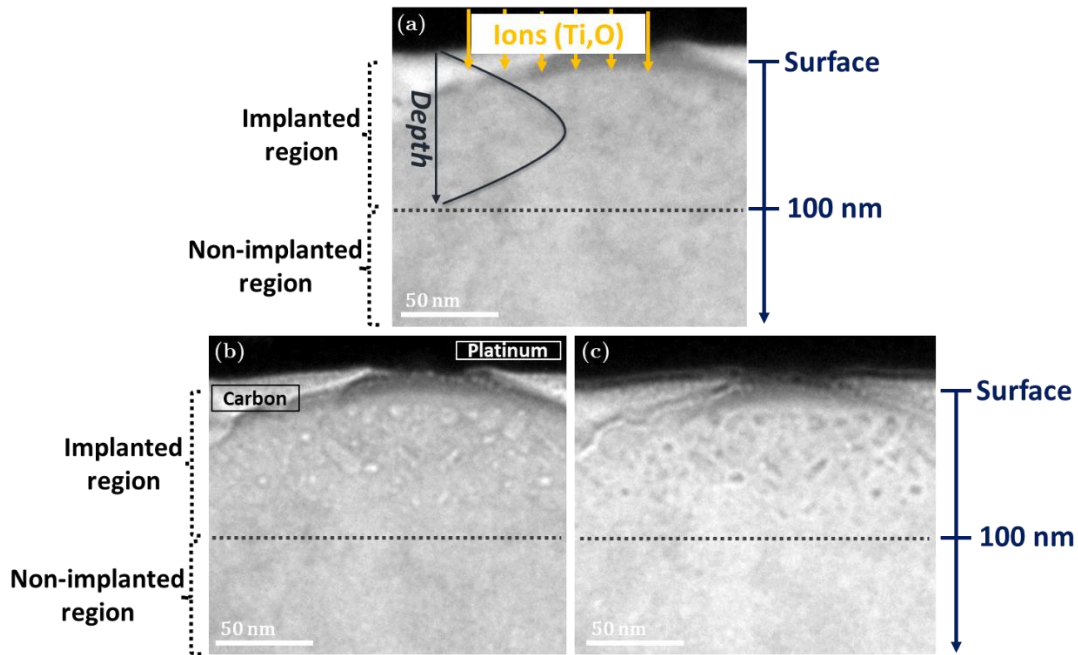 (a)
Ions (Ti,O)
Surface
Depth
Implanted
region
100 nm
Non-implanted
region
50 nm
(b)
Platinum
(c)
Carbon
Surface
Implanted
region
100 nm
Non-implanted
region
50 nm
50 nm